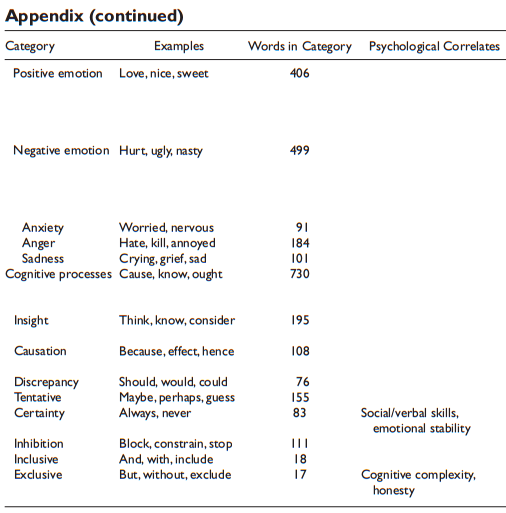 Appendix (continued)
Category Examples Words in Category Psychological Correlates
Positive emotion Love, nice, sweet 406
Negative emotion Hurt, ugly, nasty 499
Anxiety Worried, nervous 91
Anger Hate, kill, annoyed 184
Sadness Crying, grief, sad 101
Cognitive processes Cause, know, ought 730
Insight Think, know, consider 195
Causation Because, effect, hence 108
Discrepancy Should, would, could 76
Tentative Maybe, perhaps, guess 155
Certainty Always, never 83 Social/verbal skills,
emotional stability
Inhibition Block, constrain, stop 111
Inclusive And, with, include 18
Exclusive But, without, exclude 17 Cognitive complexity,
honesty